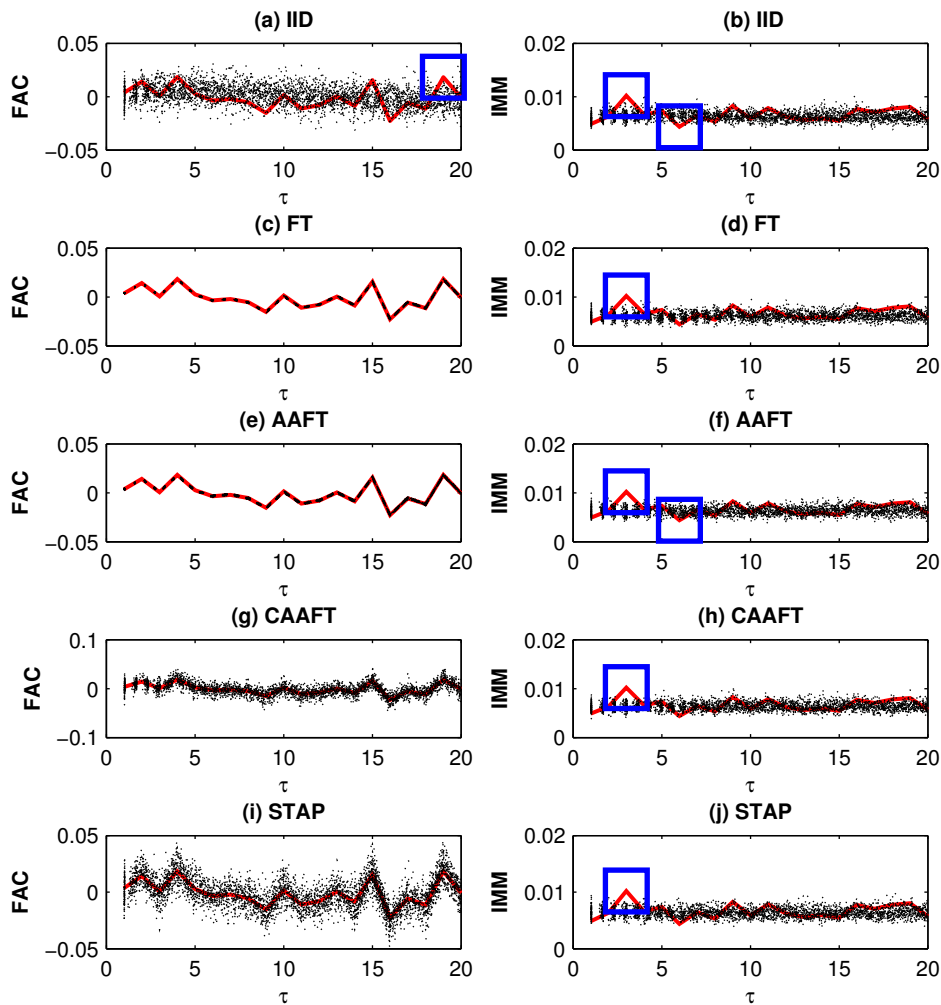 (a) IID
0.05
0
−0.05
FAC
0 5 10 15 20
τ
(b) IID
0.02
0.01
0
IMM
0 5 10 15 20
τ
(c) FT
0.05
0
−0.05
FAC
0 5 10 15 20
τ
(d) FT
0.02
0.01
0
IMM
0 5 10 15 20
τ
(e) AAFT
0.05
0
−0.05
FAC
0 5 10 15 20
τ
(f) AAFT
0.02
0.01
0
IMM
0 5 10 15 20
τ
(g) CAAFT
0.1
0
−0.1
FAC
0 5 10 15 20
τ
(h) CAAFT
0.02
0.01
0
IMM
0 5 10 15 20
τ
(i) STAP
0.05
0
−0.05
FAC
0 5 10 15 20
τ
(j) STAP
0.02
0.01
0
IMM
0 5 10 15 20
τ